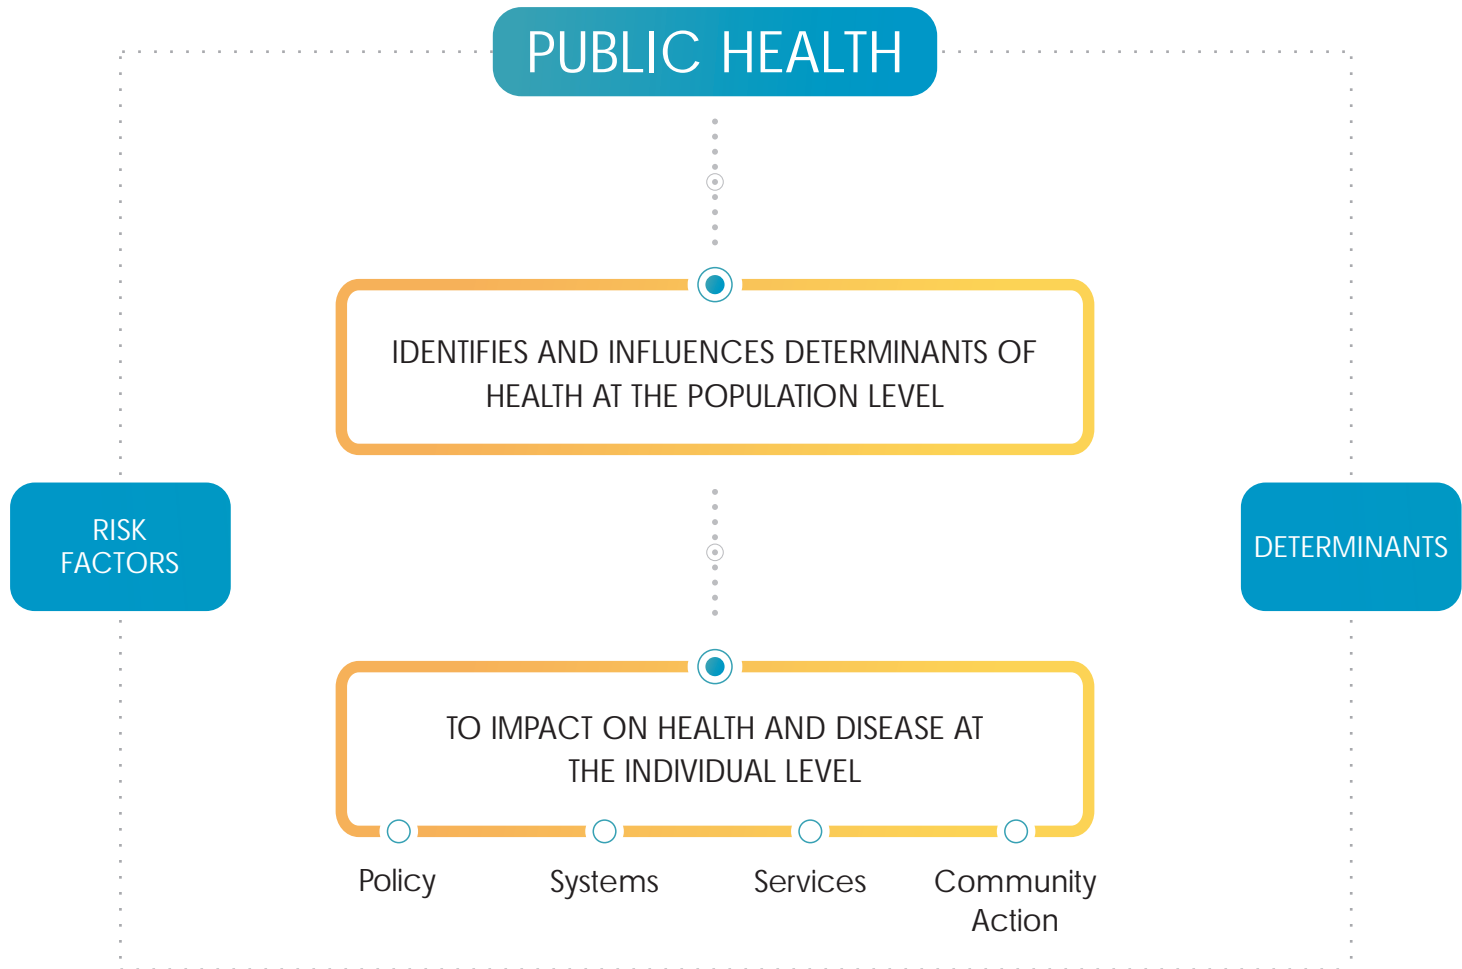 PUBLIC HEALTH
IDENTIFIES AND INFLUENCES DETERMINANTS OF
HEALTH AT THE POPULATION LEVEL
RISK
FACTORS
DETERMINANTS
TO IMPACT ON HEALTH AND DISEASE AT
THE INDIVIDUAL LEVEL
Policy
Systems
Services
Community
Action